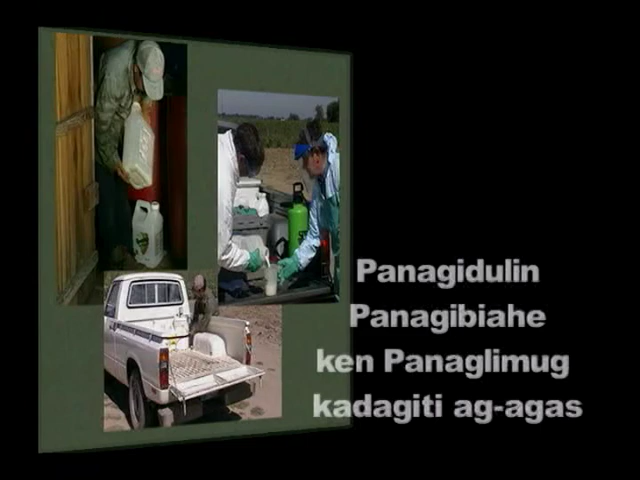 Panagidulin
Panagibiahe
ken Panaglimug
kadagiti ag-agas